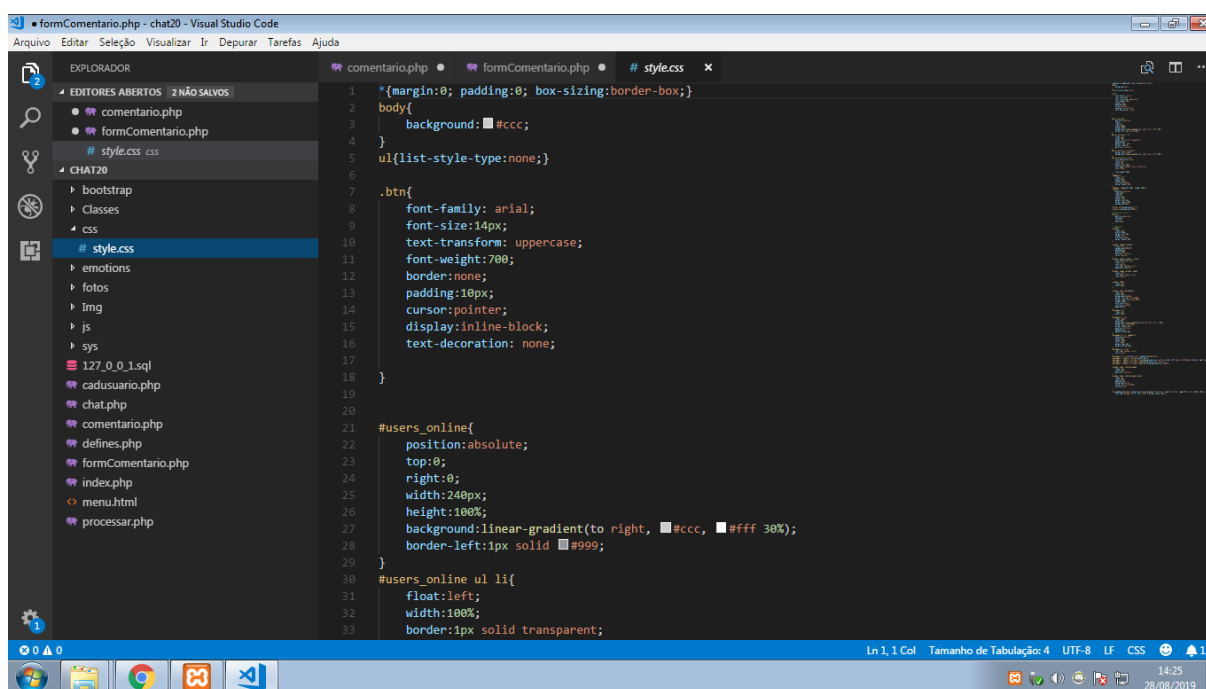 ● formComentario.php - chat20 - Visual Studio Code
Arquivo Editar Seleção Visualizar Ir Depurar Tarefas Ajuda
EXPLORADOR
EDITORES ABERTOS 2 NÃO SALVOS
● comentario.php
● formComentario.php
# style.css css
CHAT20
bootstrap
Classes
css
# style.css
emotions
fotos
Img
js
sys
127_0_0_1.sql
cadusuario.php
chat.php
comentario.php
defines.php
formComentario.php
index.php
menu.html
processar.php
2
1
comentario.php ● formComentario.php ● # style.css ×
1 *{margin:0; padding:0; box-sizing:border-box;}
2 body{
3 background: #ccc;
4 }
5 ul{list-style-type:none;}
6
7 .btn{
8 font-family: arial;
9 font-size:14px;
10 text-transform: uppercase;
11 font-weight:700;
12 border:none;
13 padding:10px;
14 cursor:pointer;
15 display:inline-block;
16 text-decoration: none;
17
18 }
19
20
21 #users_online{
22 position:absolute;
23 top:0;
24 right:0;
25 width:240px;
26 height:100%;
27 background:linear-gradient(to right, #ccc, #fff 30%);
28 border-left:1px solid #999;
29 }
30 #users_online ul li{
31 float:left;
32 width:100%;
33 border:1px solid transparent;
0 0 Ln 1, 1 Col Tamanho de Tabulação: 4 UTF-8 LF CSS 1
14:25
28/08/2019